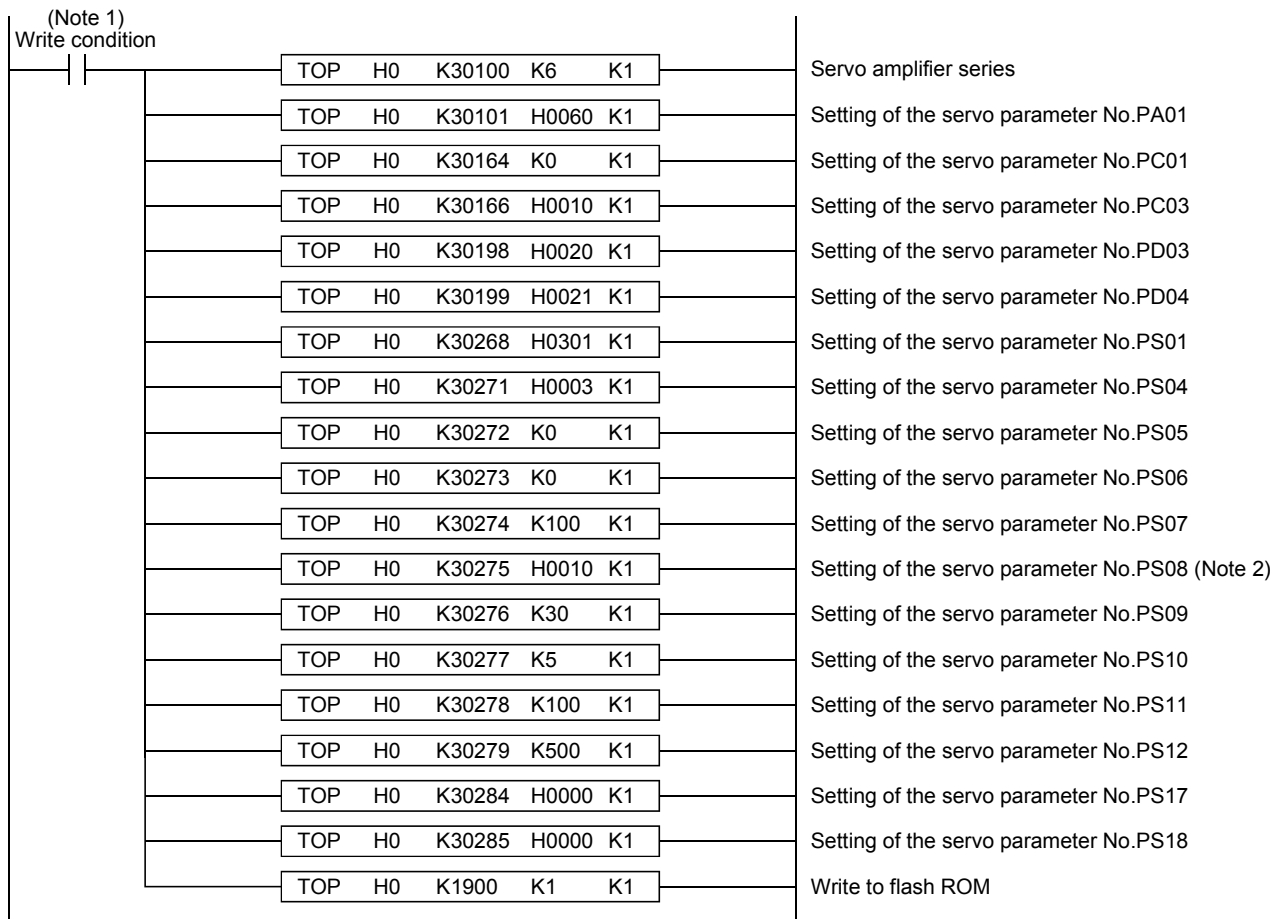 (Note 1)
Write condition
TOP H0 K30100 K6 K1 Servo amplifier series
TOP H0 K30101 H0060 K1 Setting of the servo parameter No.PA01
TOP H0 K30164 K0 K1 Setting of the servo parameter No.PC01
TOP H0 K30166 H0010 K1 Setting of the servo parameter No.PC03
TOP H0 K30198 H0020 K1 Setting of the servo parameter No.PD03
TOP H0 K30199 H0021 K1 Setting of the servo parameter No.PD04
TOP H0 K30268 H0301 K1 Setting of the servo parameter No.PS01
TOP H0 K30271 H0003 K1 Setting of the servo parameter No.PS04
TOP H0 K30272 K0 K1 Setting of the servo parameter No.PS05
TOP H0 K30273 K0 K1 Setting of the servo parameter No.PS06
TOP H0 K30274 K100 K1 Setting of the servo parameter No.PS07
TOP H0 K30275 H0010 K1 Setting of the servo parameter No.PS08 (Note 2)
TOP H0 K30276 K30 K1 Setting of the servo parameter No.PS09
TOP H0 K30277 K5 K1 Setting of the servo parameter No.PS10
TOP H0 K30278 K100 K1 Setting of the servo parameter No.PS11
TOP H0 K30279 K500 K1 Setting of the servo parameter No.PS12
TOP H0 K30284 H0000 K1 Setting of the servo parameter No.PS17
TOP H0 K30285 H0000 K1 Setting of the servo parameter No.PS18
TOP H0 K1900 K1 K1 Write to flash ROM